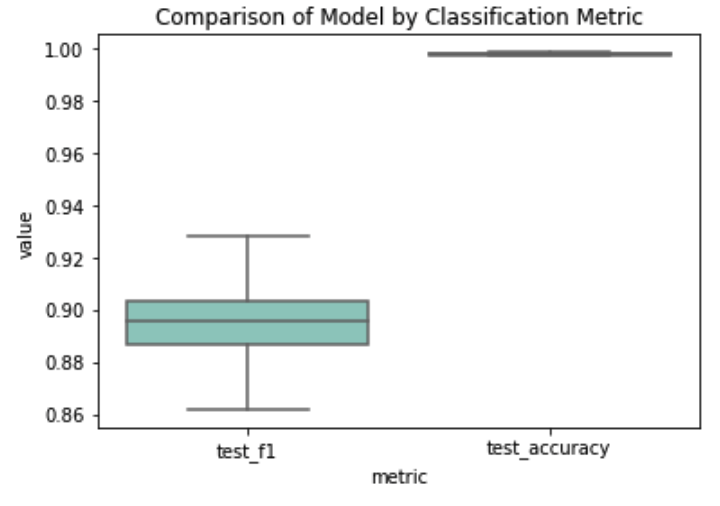 Comparison of Model by Classification Metric
1.00
0.98
0.96
0.94
0.92
0.90
0.88
0.86
value
test_f1
test_accuracy
metric